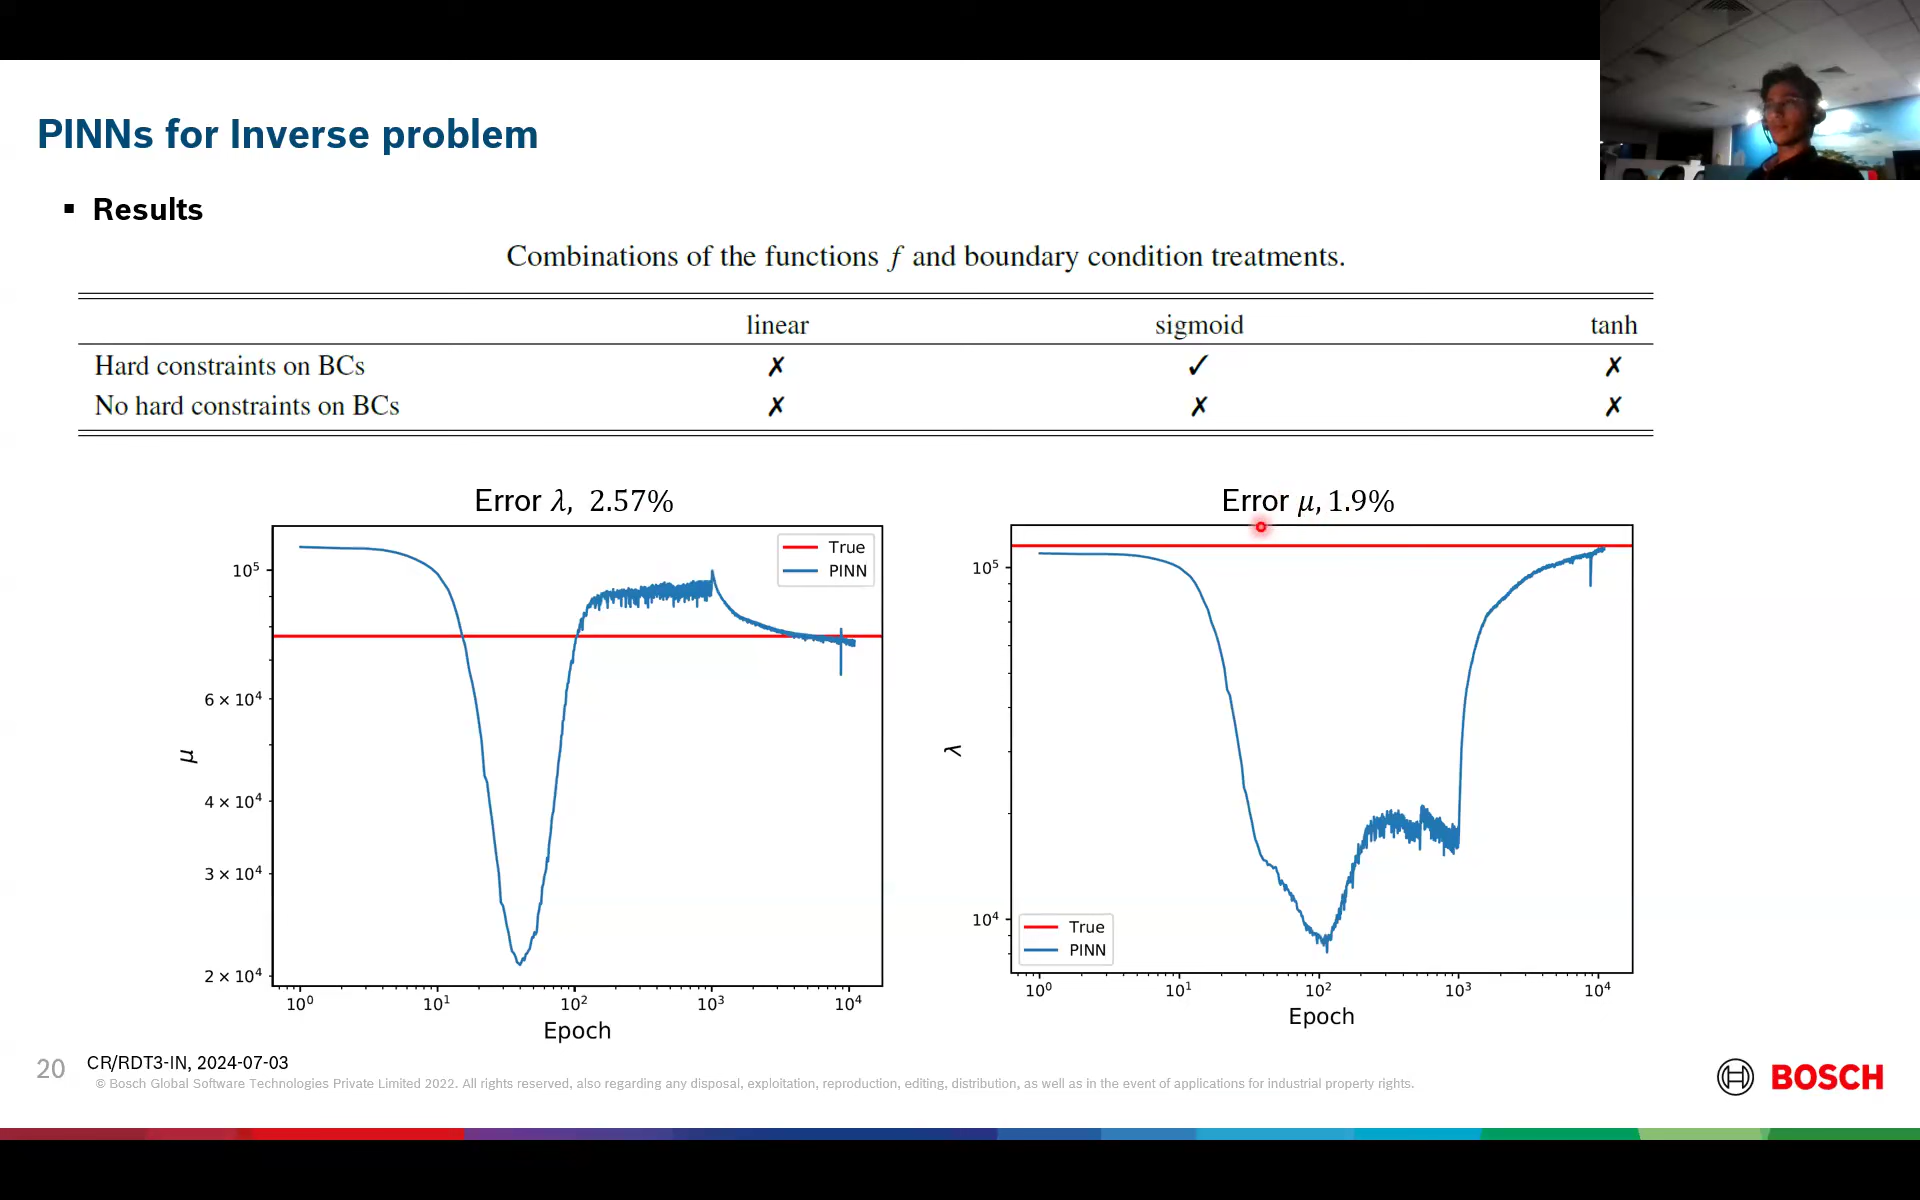 PINNs for Inverse problem
▪ Results
Combinations of the functions f and boundary condition treatments.
linear sigmoid tanh
Hard constraints on BCs ✗ ✓ ✗
No hard constraints on BCs ✗ ✗ ✗
Error λ, 2.57%
True
PINN
10⁵
6 × 10⁴
4 × 10⁴
3 × 10⁴
2 × 10⁴
μ
10⁰ 10¹ 10² 10³ 10⁴
Epoch
Error μ, 1.9%
10⁵
10⁴
λ
True
PINN
10⁰ 10¹ 10² 10³ 10⁴
Epoch
20
CR/RDT3-IN, 2024-07-03
© Bosch Global Software Technologies Private Limited 2022. All rights reserved, also regarding any disposal, exploitation, reproduction, editing, distribution, as well as in the event of applications for industrial property rights.
BOSCH